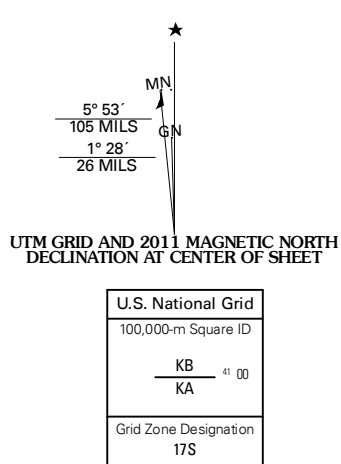 ★
MN
5° 53´
105 MILS
GN
1° 28´
26 MILS
UTM GRID AND 2011 MAGNETIC NORTH
DECLINATION AT CENTER OF SHEET
U.S. National Grid
100,000-m Square ID
KB
41 00
KA
Grid Zone Designation
17S